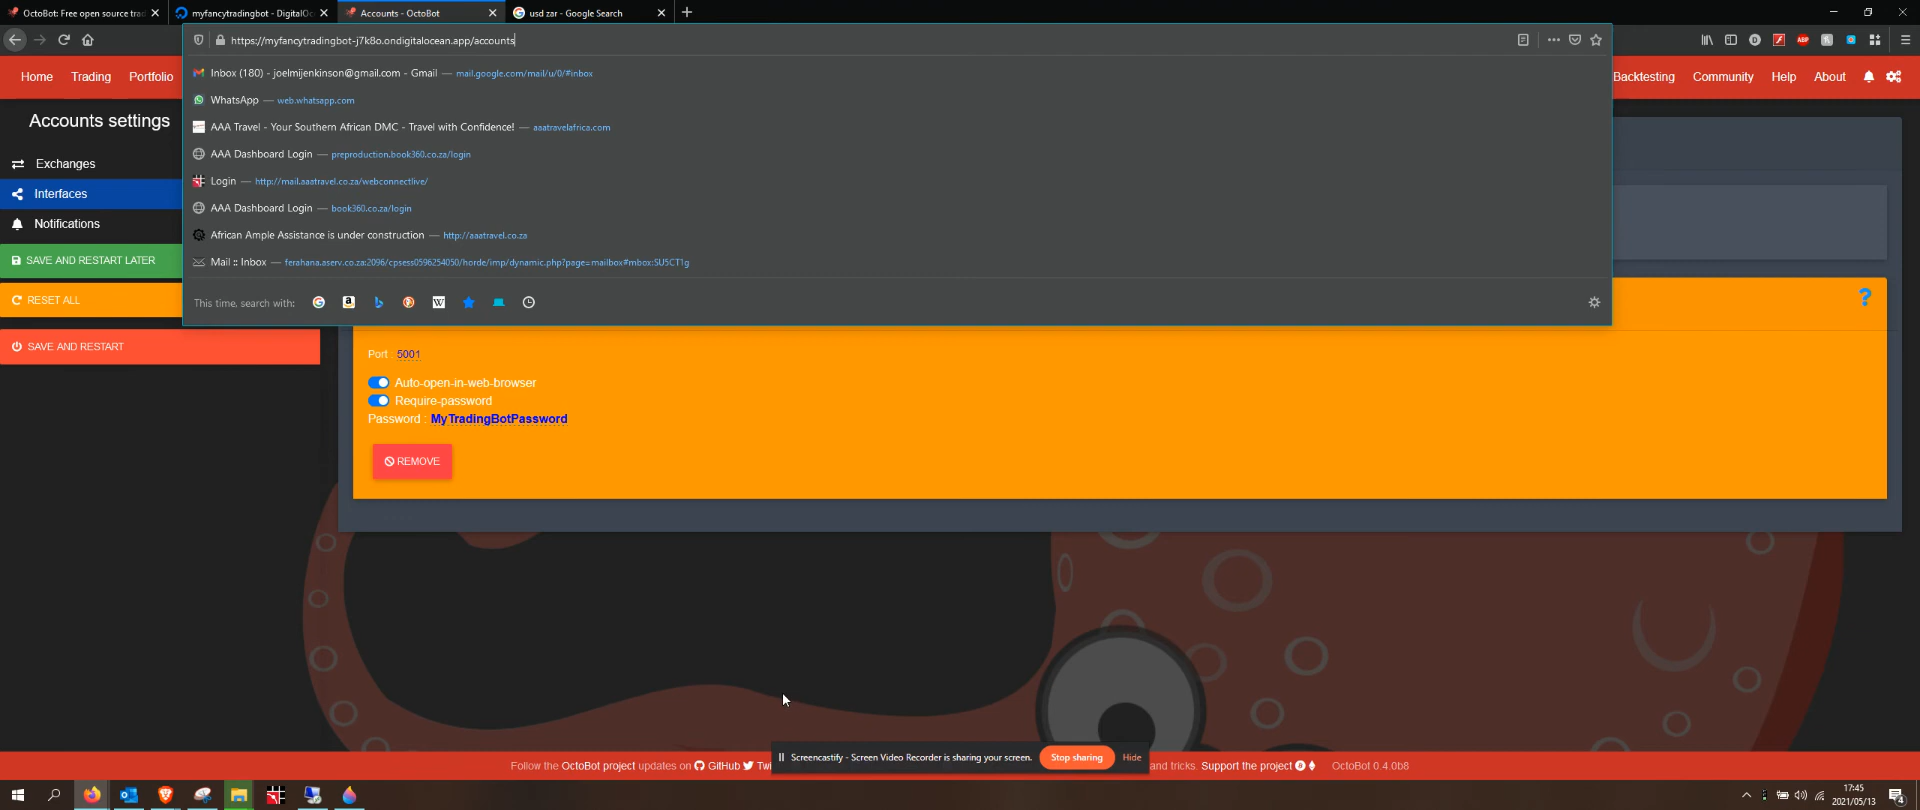 OctoBot: Free open source trad
myfancytradingbot - DigitalOc
Accounts - OctoBot
usd zar - Google Search
https://myfancytradingbot-j7k8o.ondigitalocean.app/accounts
Home Trading Portfolio
Backtesting Community Help About
Inbox (180) - joelmijenkinson@gmail.com - Gmail — mail.google.com/mail/u/0/#inbox
WhatsApp — web.whatsapp.com
AAA Travel - Your Southern African DMC - Travel with Confidence! — aaatravelafrica.com
AAA Dashboard Login — preproduction.book360.co.za/login
Login — http://mail.aaatravel.co.za/webconnectlive/
AAA Dashboard Login — book360.co.za/login
African Ample Assistance is under construction — http://aaatravel.co.za
Mail :: Inbox — ferahana.aserv.co.za:2096/cpsess0596254050/horde/imp/dynamic.php?page=mailbox#mbox:SU5CT1g
This time, search with:
Accounts settings
Exchanges
Interfaces
Notifications
SAVE AND RESTART LATER
RESET ALL
SAVE AND RESTART
?
Port 5001
Auto-open-in-web-browser
Require-password
Password : MyTradingBotPassword
REMOVE
Screencastify - Screen Video Recorder is sharing your screen. Stop sharing Hide
Follow the OctoBot project updates on GitHub Twi
and tricks. Support the project OctoBot 0.4.0b8
17:45
2021/05/13
4